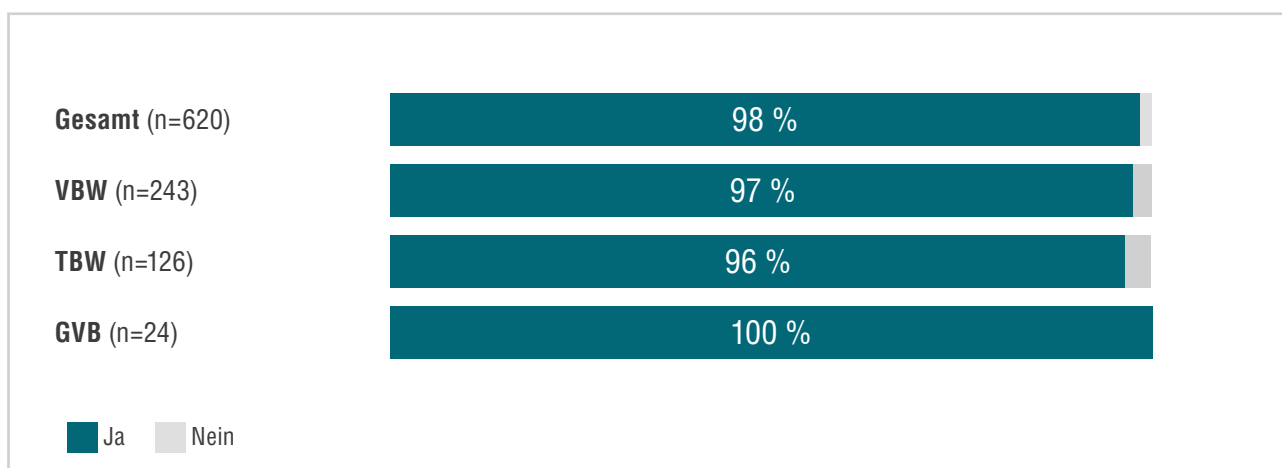 Gesamt (n=620) 98 %
VBW (n=243) 97 %
TBW (n=126) 96 %
GVB (n=24) 100 %
Ja Nein